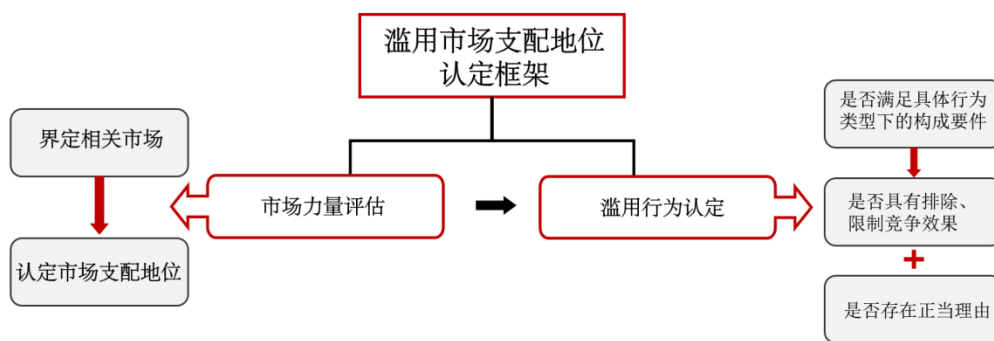 滥用市场支配地位
认定框架
界定相关市场
认定市场支配地位
市场力量评估
滥用行为认定
是否满足具体行为
类型下的构成要件
是否具有排除、
限制竞争效果
+
是否存在正当理由